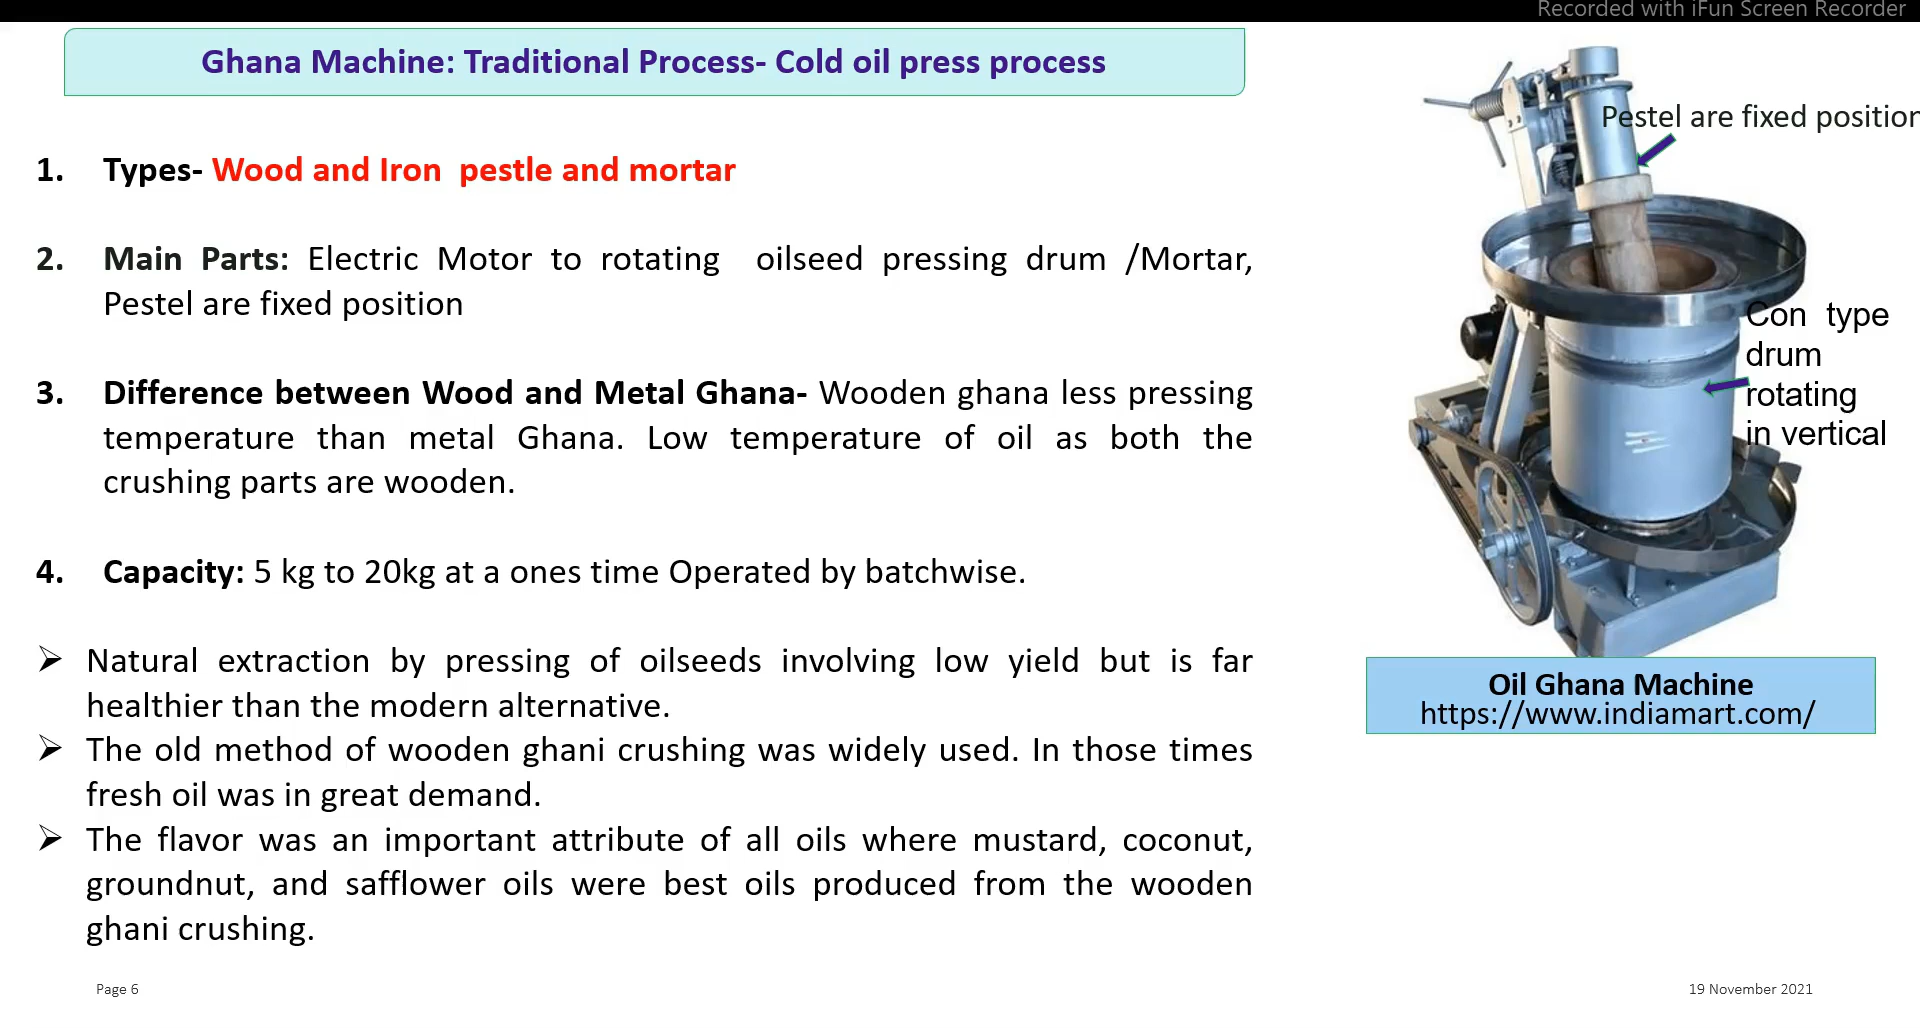 Recorded with iFun Screen Recorder
Ghana Machine: Traditional Process- Cold oil press process
1. Types- Wood and Iron pestle and mortar
2. Main Parts: Electric Motor to rotating oilseed pressing drum /Mortar,
Pestel are fixed position
3. Difference between Wood and Metal Ghana- Wooden ghana less pressing
temperature than metal Ghana. Low temperature of oil as both the
crushing parts are wooden.
4. Capacity: 5 kg to 20kg at a ones time Operated by batchwise.
➢ Natural extraction by pressing of oilseeds involving low yield but is far
healthier than the modern alternative.
➢ The old method of wooden ghani crushing was widely used. In those times
fresh oil was in great demand.
➢ The flavor was an important attribute of all oils where mustard, coconut,
groundnut, and safflower oils were best oils produced from the wooden
ghani crushing.
Pestel are fixed position
Con type
drum
rotating
in vertical
Oil Ghana Machine
https://www.indiamart.com/
Page 6
19 November 2021